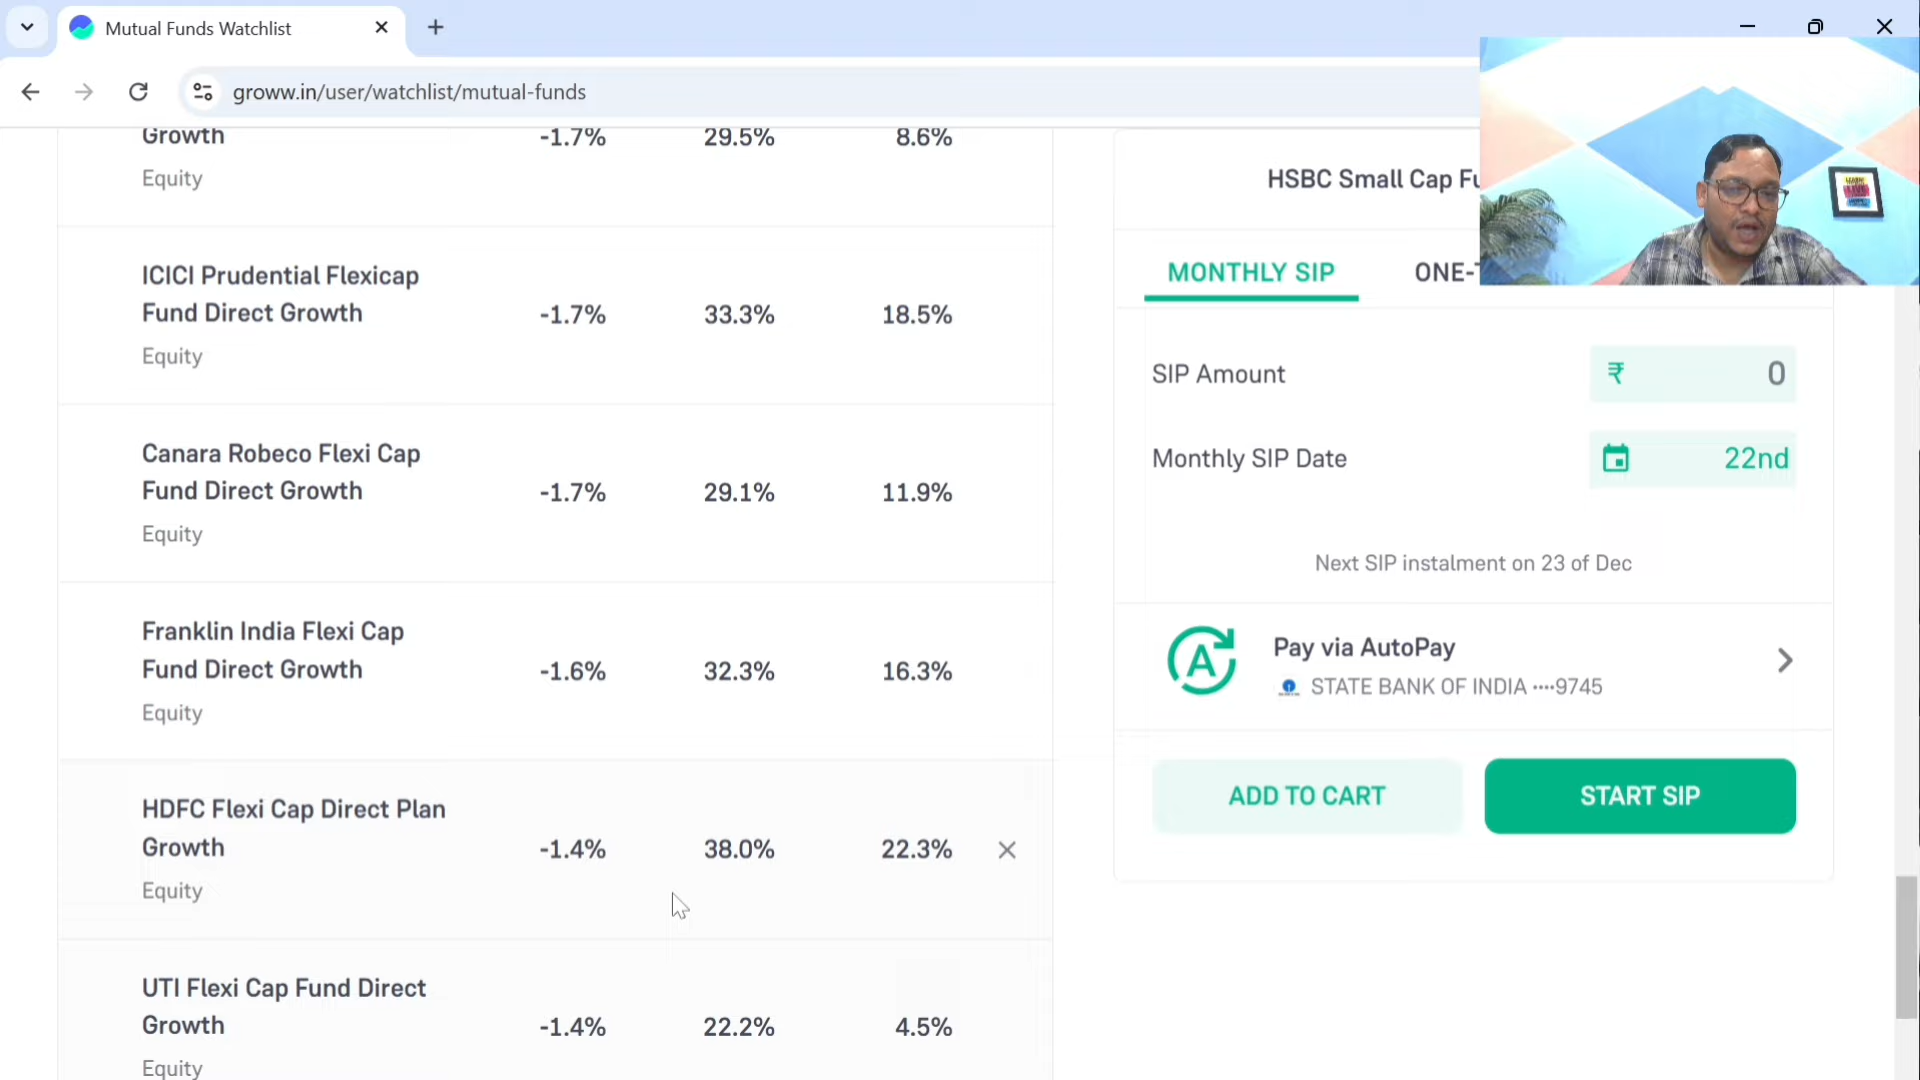 Mutual Funds Watchlist
groww.in/user/watchlist/mutual-funds
Growth -1.7% 29.5% 8.6%
Equity
ICICI Prudential Flexicap
Fund Direct Growth -1.7% 33.3% 18.5%
Equity
Canara Robeco Flexi Cap
Fund Direct Growth -1.7% 29.1% 11.9%
Equity
Franklin India Flexi Cap
Fund Direct Growth -1.6% 32.3% 16.3%
Equity
HDFC Flexi Cap Direct Plan
Growth -1.4% 38.0% 22.3%
Equity
UTI Flexi Cap Fund Direct
Growth -1.4% 22.2% 4.5%
Equity
HSBC Small Cap Fu
MONTHLY SIP ONE-
SIP Amount ₹ 0
Monthly SIP Date 22nd
Next SIP instalment on 23 of Dec
Pay via AutoPay
STATE BANK OF INDIA ••••9745
ADD TO CART START SIP